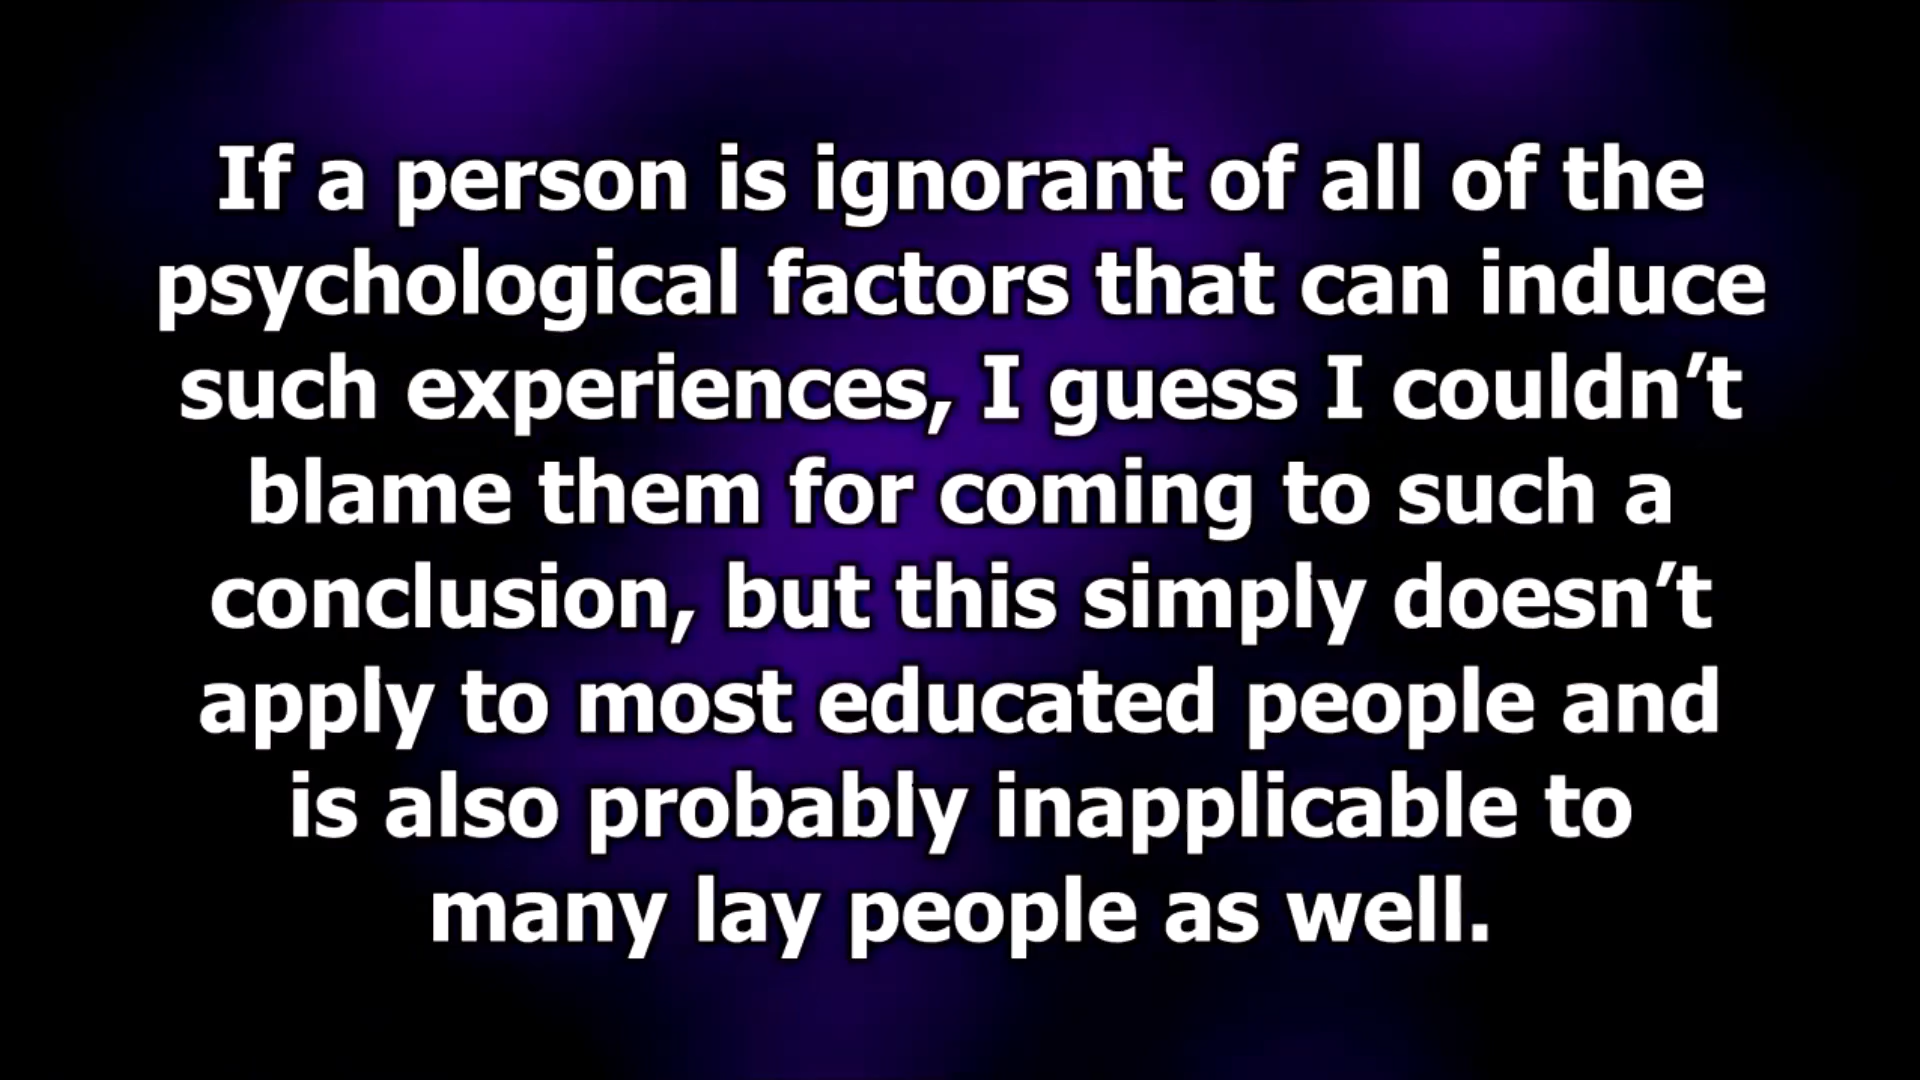 If a person is ignorant of all of the
psychological factors that can induce
such experiences, I guess I couldn’t
blame them for coming to such a
conclusion, but this simply doesn’t
apply to most educated people and
is also probably inapplicable to
many lay people as well.